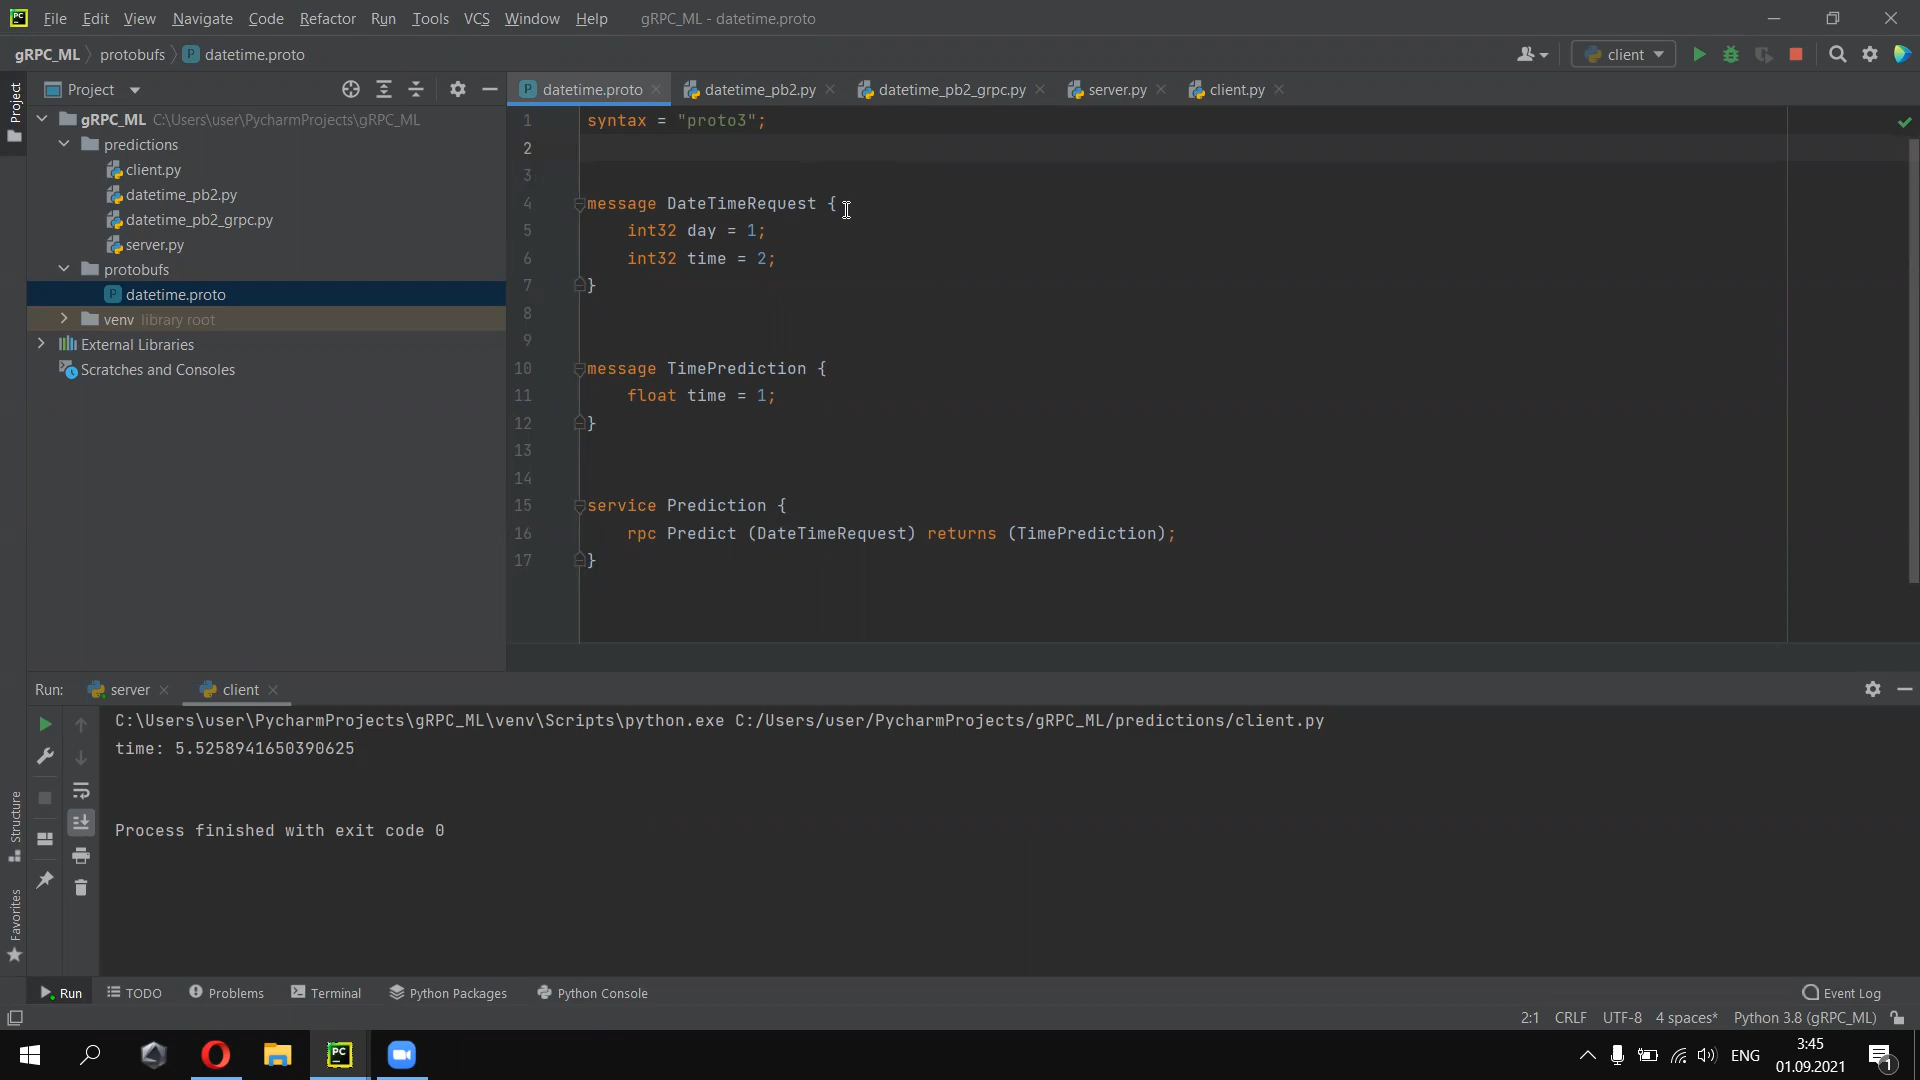 File Edit View Navigate Code Refactor Run Tools VCS Window Help gRPC_ML - datetime.proto
gRPC_ML protobufs datetime.proto client
Project
Project
datetime.proto datetime_pb2.py datetime_pb2_grpc.py server.py client.py
gRPC_ML C:\Users\user\PycharmProjects\gRPC_ML
predictions
client.py
datetime_pb2.py
datetime_pb2_grpc.py
server.py
protobufs
datetime.proto
venv library root
External Libraries
Scratches and Consoles
1 syntax = "proto3";
2
3
4 message DateTimeRequest {
5 int32 day = 1;
6 int32 time = 2;
7 }
8
9
10 message TimePrediction {
11 float time = 1;
12 }
13
14
15 service Prediction {
16 rpc Predict (DateTimeRequest) returns (TimePrediction);
17 }
Run: server client
C:\Users\user\PycharmProjects\gRPC_ML\venv\Scripts\python.exe C:/Users/user/PycharmProjects/gRPC_ML/predictions/client.py
time: 5.5258941650390625
Process finished with exit code 0
Structure
Favorites
Run TODO Problems Terminal Python Packages Python Console Event Log
2:1 CRLF UTF-8 4 spaces* Python 3.8 (gRPC_ML)
PC
ENG
3:45
01.09.2021
1